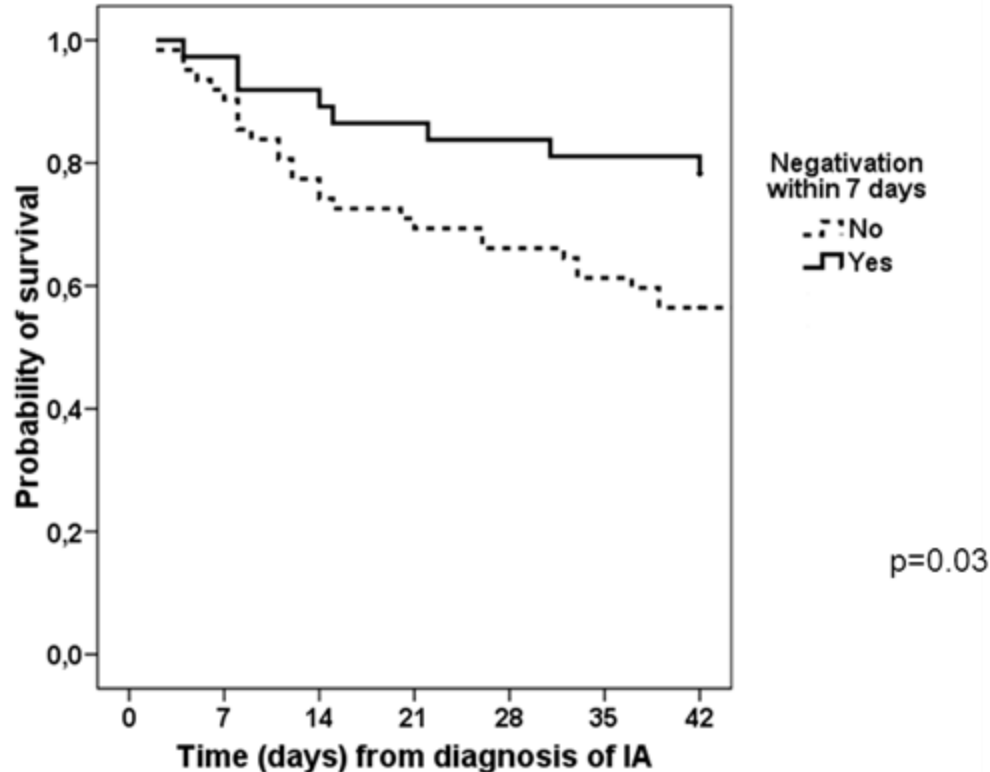 1,0
0,8
0,6
0,4
0,2
0,0
Probability of survival
0 7 14 21 28 35 42
Time (days) from diagnosis of IA
Negativation
within 7 days
No
Yes
p=0.03